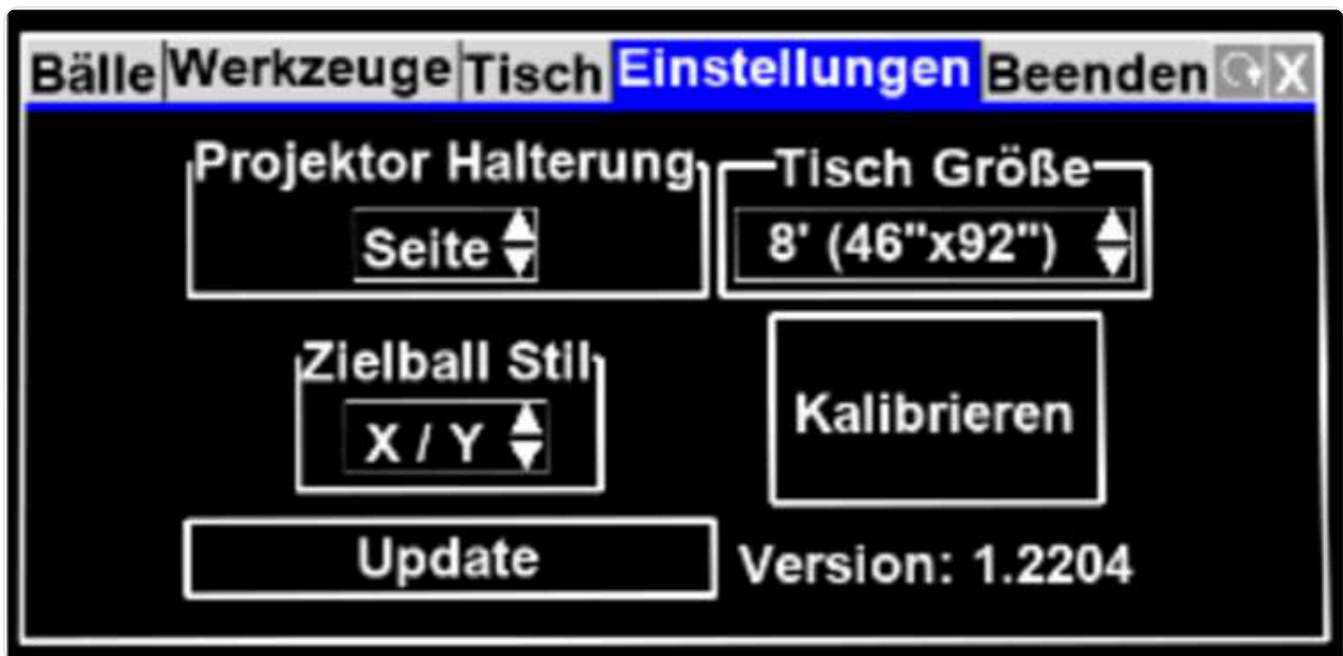 Bälle Werkzeuge Tisch Einstellungen Beenden X
Projektor Halterung Tisch Größe
Seite 8' (46"x92")
Zielball Stil
Kalibrieren
X / Y
Update Version: 1.2204